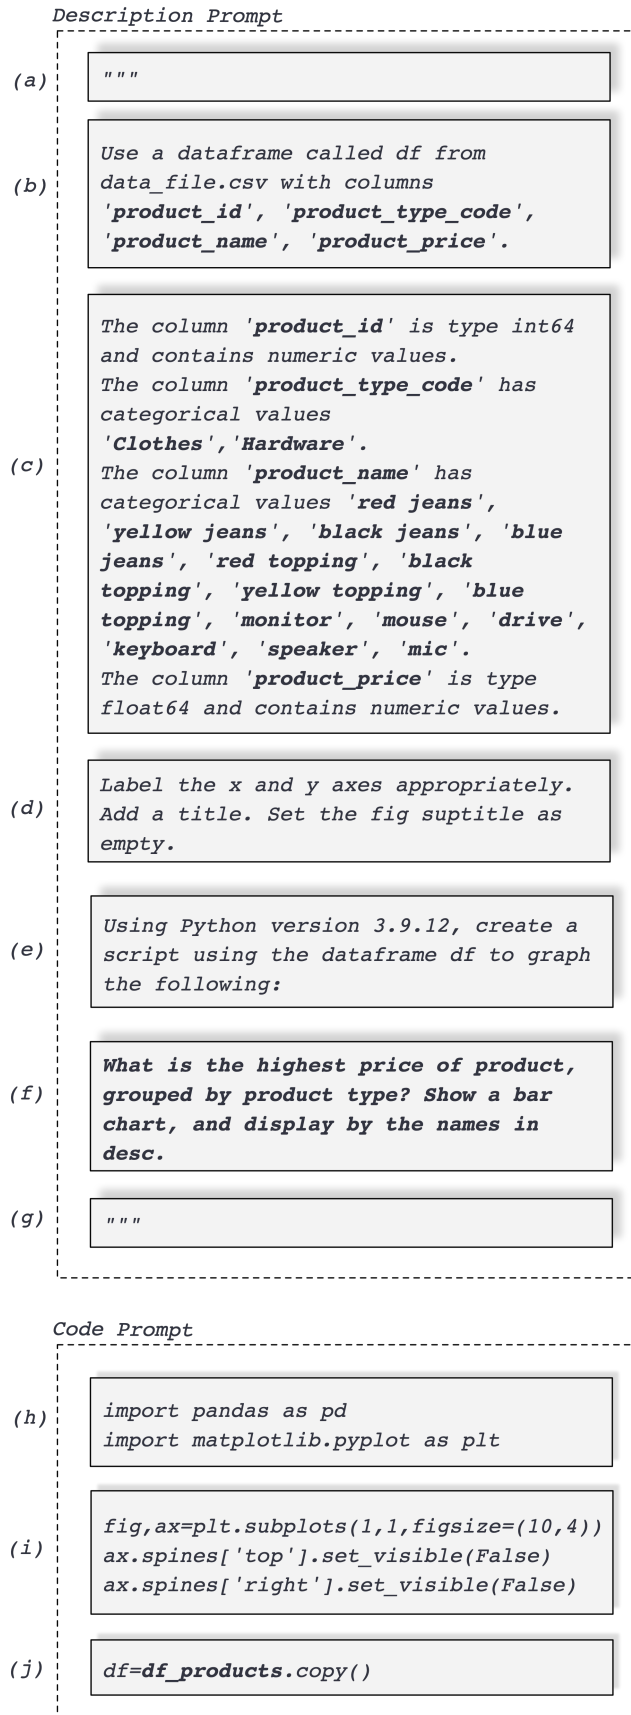 Description Prompt
(a)
"""
(b)
Use a dataframe called df from
data_file.csv with columns
'product_id', 'product_type_code',
'product_name', 'product_price'.
(c)
The column 'product_id' is type int64
and contains numeric values.
The column 'product_type_code' has
categorical values
'Clothes','Hardware'.
The column 'product_name' has
categorical values 'red jeans',
'yellow jeans', 'black jeans', 'blue
jeans', 'red topping', 'black
topping', 'yellow topping', 'blue
topping', 'monitor', 'mouse', 'drive',
'keyboard', 'speaker', 'mic'.
The column 'product_price' is type
float64 and contains numeric values.
(d)
Label the x and y axes appropriately.
Add a title. Set the fig suptitle as
empty.
(e)
Using Python version 3.9.12, create a
script using the dataframe df to graph
the following:
(f)
What is the highest price of product,
grouped by product type? Show a bar
chart, and display by the names in
desc.
(g)
"""
Code Prompt
(h)
import pandas as pd
import matplotlib.pyplot as plt
(i)
fig,ax=plt.subplots(1,1,figsize=(10,4))
ax.spines['top'].set_visible(False)
ax.spines['right'].set_visible(False)
(j)
df=df_products.copy()